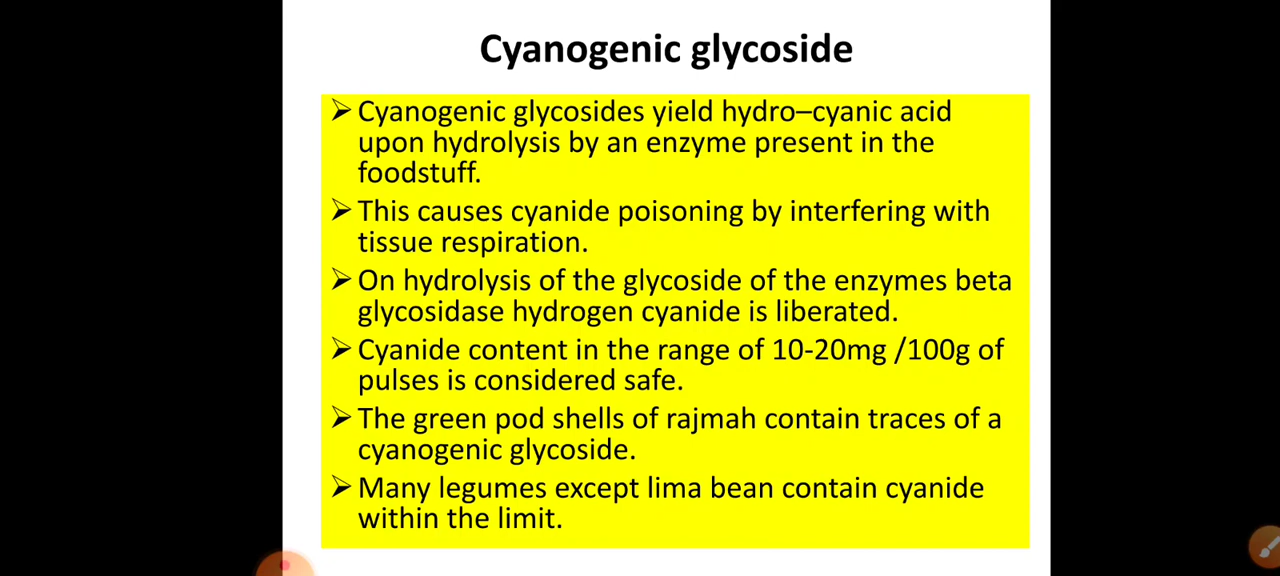 Cyanogenic glycoside
➢ Cyanogenic glycosides yield hydro–cyanic acid
upon hydrolysis by an enzyme present in the
foodstuff.
➢ This causes cyanide poisoning by interfering with
tissue respiration.
➢ On hydrolysis of the glycoside of the enzymes beta
glycosidase hydrogen cyanide is liberated.
➢ Cyanide content in the range of 10-20mg /100g of
pulses is considered safe.
➢ The green pod shells of rajmah contain traces of a
cyanogenic glycoside.
➢ Many legumes except lima bean contain cyanide
within the limit.